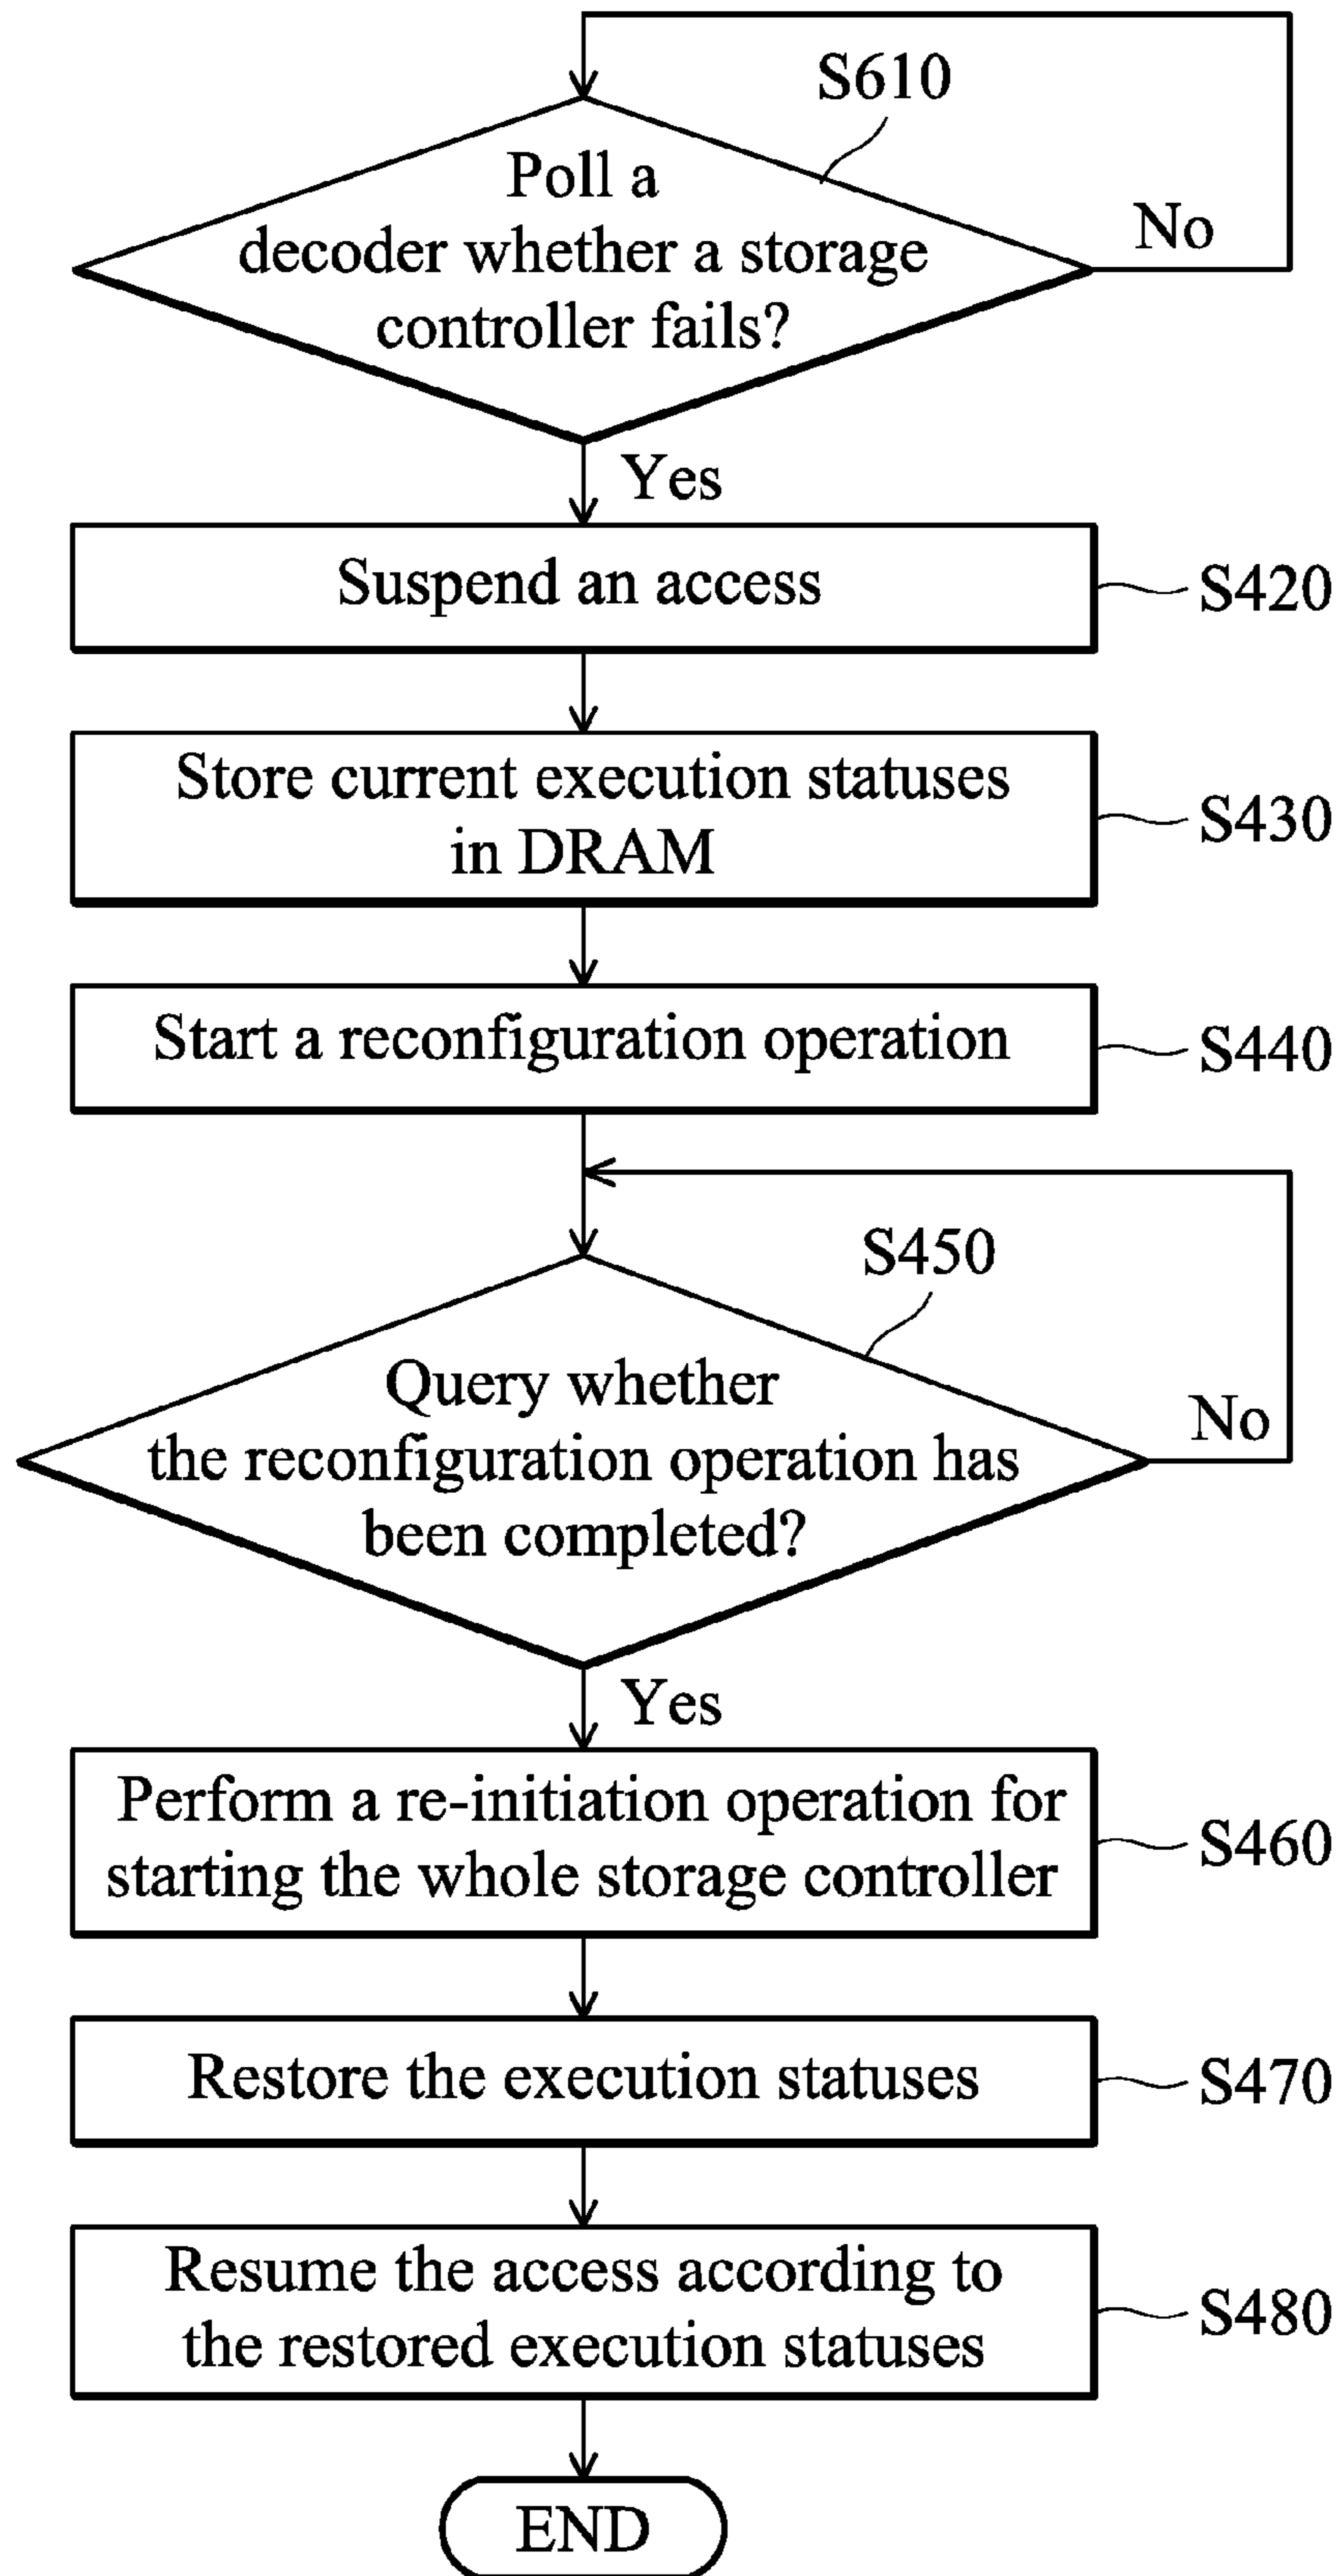 S610
Poll a
decoder whether a storage
controller fails?
No
Yes
Suspend an access
S420
Store current execution statuses
in DRAM
S430
Start a reconfiguration operation
S440
S450
Query whether
the reconfiguration operation has
been completed?
No
Yes
Perform a re-initiation operation for
starting the whole storage controller
S460
Restore the execution statuses
S470
Resume the access according to
the restored execution statuses
S480
END